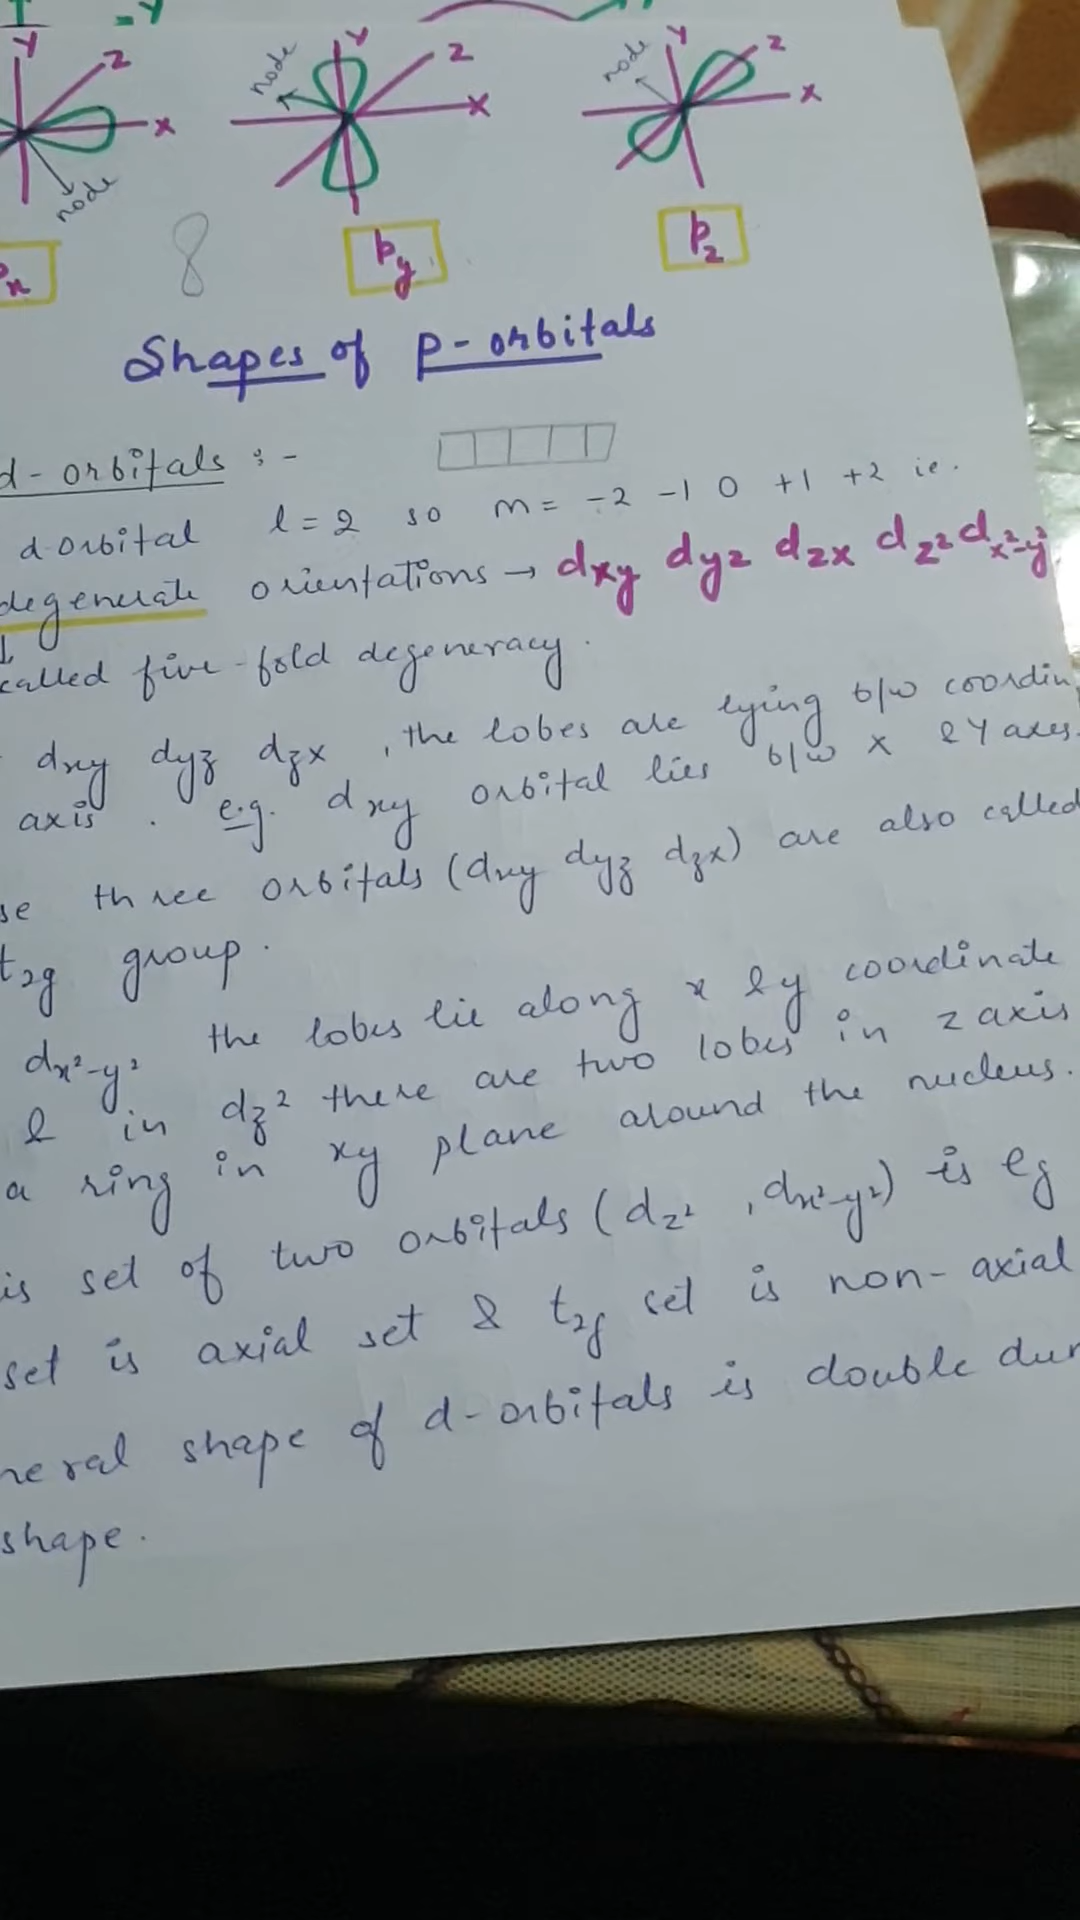 = Y
Y Z X node
node Y Z X
node Y Z X
Px
8
Py
Pz
Shapes of p-orbitals
d-orbitals :-
d-orbital l = 2 so m = -2 -1 0 +1 +2 ie.
degenerate orientations → dxy dyz dzx dz² dx²-y²
called five-fold degeneracy.
dxy dyz dzx , the lobes are lying b/w coordin
axis . e.g. dxy orbital lies b/w X & Y axes.
se three orbitals (dxy dyz dzx) are also called
t2g group.
dx²-y² the lobes lie along x & y coordinate
& in dz² there are two lobes in z axis
a ring in xy plane around the nucleus.
is set of two orbitals (dz² , dx²-y²) is eg
set is axial set & t2g set is non-axial
neral shape of d-orbitals is double dum
shape.